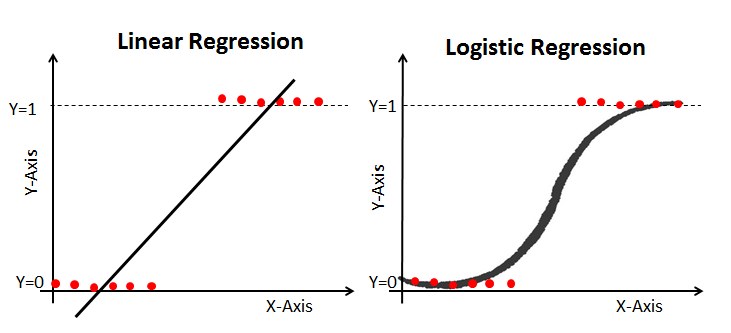 Linear Regression
Y=1
Y-Axis
Y=0
X-Axis
Logistic Regression
Y=1
Y-Axis
Y=0
X-Axis